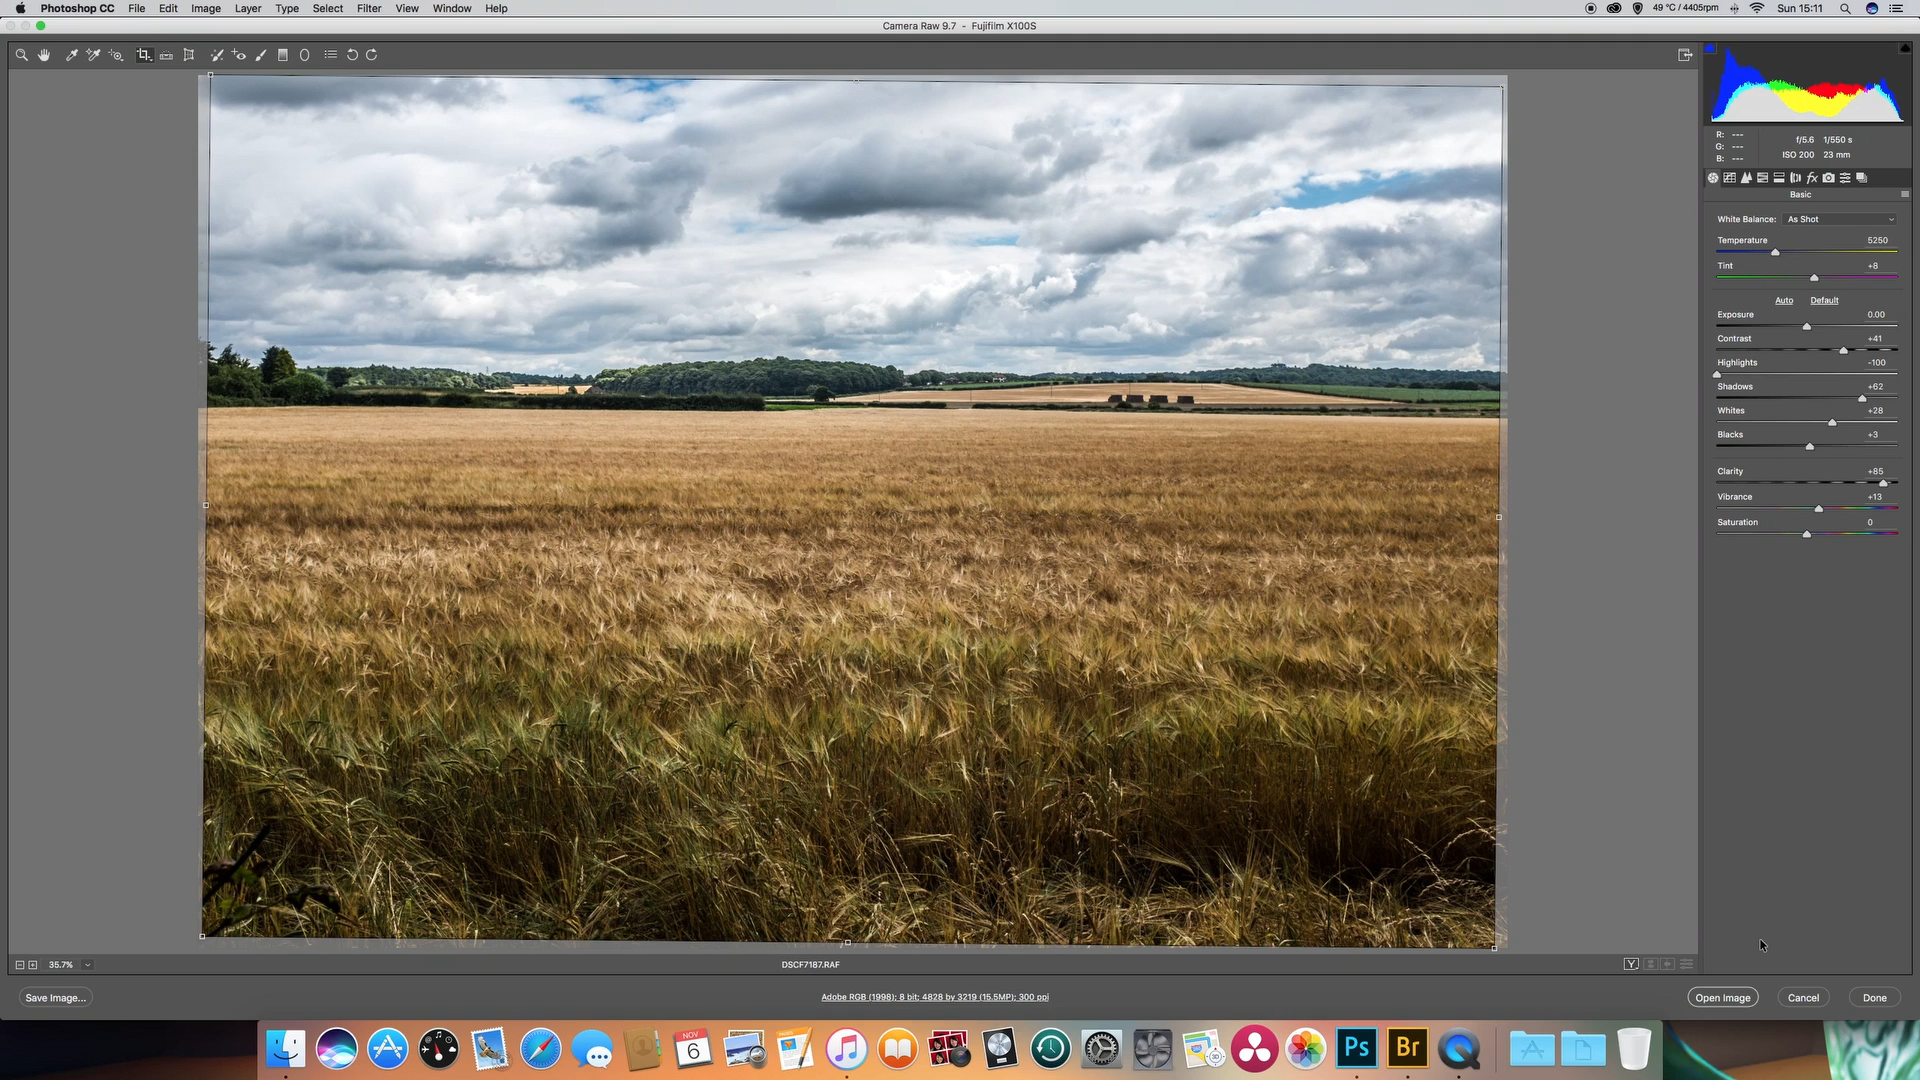 Photoshop CC File Edit Image Layer Type Select Filter View Window Help 49 °C / 4405rpm Sun 15:11
Camera Raw 9.7 - Fujifilm X100S
R: ---
G: ---
B: ---
f/5.6 1/550 s
ISO 200 23 mm
fx
Basic
White Balance: As Shot
Temperature 5250
Tint +8
Auto Default
Exposure 0.00
Contrast +41
Highlights -100
Shadows +62
Whites +28
Blacks +3
Clarity +85
Vibrance +13
Saturation 0
35.7% DSCF7187.RAF Y
Save Image... Adobe RGB (1998); 8 bit; 4828 by 3219 (15.5MP); 300 ppi Open Image Cancel Done
NOV
6
3D
Ps
Br